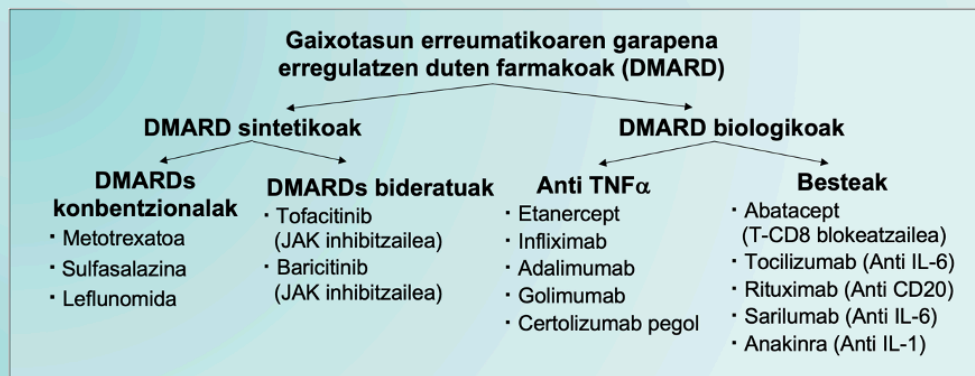 Gaixotasun erreumatikoaren garapena
erregulatzen duten farmakoak (DMARD)
DMARD sintetikoak
DMARD biologikoak
DMARDs
konbentzionalak
· Metotrexatoa
· Sulfasalazina
· Leflunomida
DMARDs bideratuak
· Tofacitinib
(JAK inhibitzailea)
· Baricitinib
(JAK inhibitzailea)
Anti TNFα
· Etanercept
· Infliximab
· Adalimumab
· Golimumab
· Certolizumab pegol
Besteak
· Abatacept
(T-CD8 blokeatzailea)
· Tocilizumab (Anti IL-6)
· Rituximab (Anti CD20)
· Sarilumab (Anti IL-6)
· Anakinra (Anti IL-1)